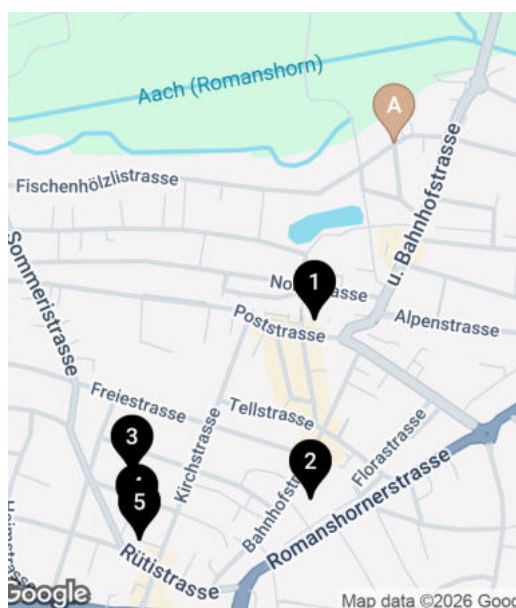 Aach (Romanshorn)
A
u. Bahnhofstrasse
Fischenhölzlistrasse
Sommeristrasse
1
Poststrasse
Alpenstrasse
Freiestrasse
Tellstrasse
3
Kirchstrasse
2
Florastrasse
5
Romanshornerstrasse
Rütistrasse
Google
Map data ©2026 Goo